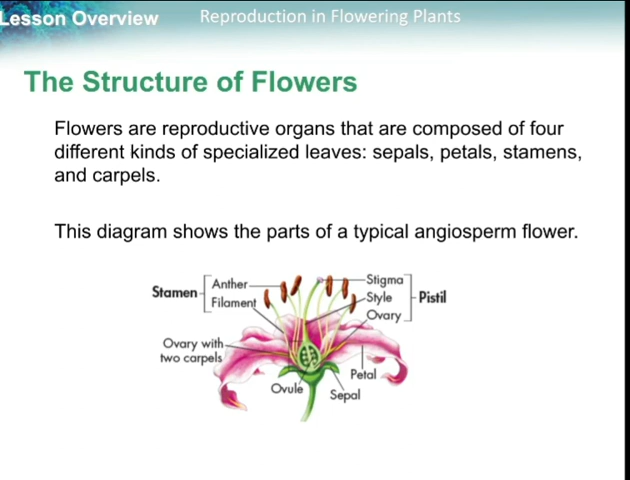 Lesson Overview
Reproduction in Flowering Plants
The Structure of Flowers
Flowers are reproductive organs that are composed of four
different kinds of specialized leaves: sepals, petals, stamens,
and carpels.
This diagram shows the parts of a typical angiosperm flower.
Stamen
Anther
Filament
Stigma
Style
Ovary
Pistil
Ovary with
two carpels
Ovule
Sepal
Petal